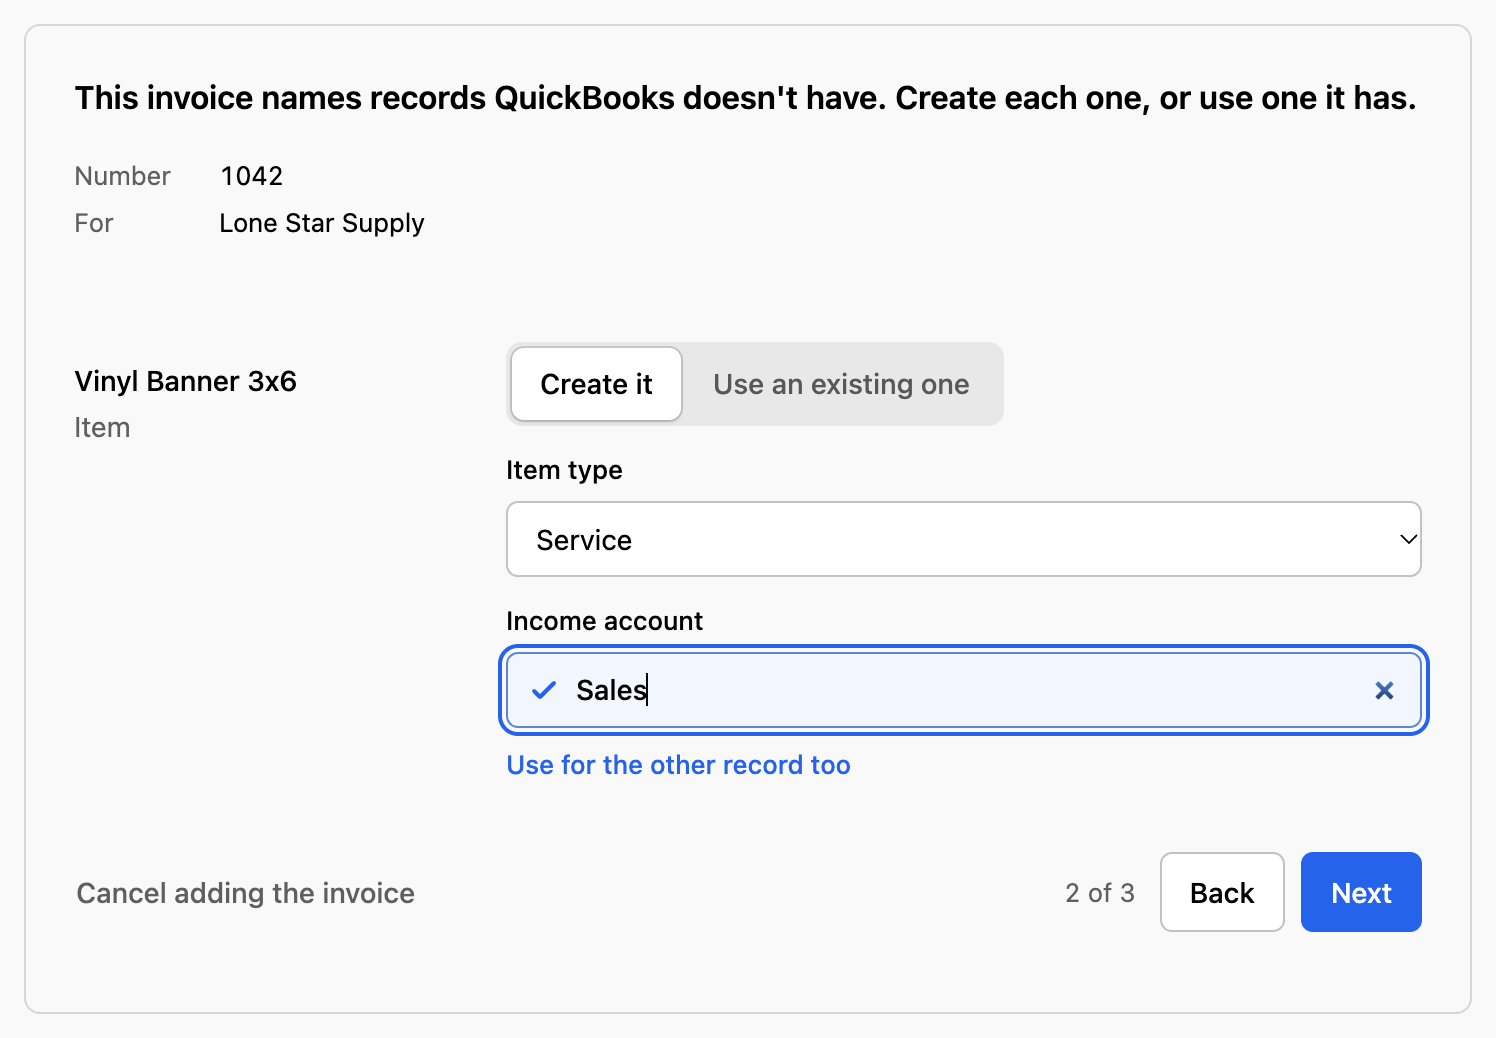 This invoice names records QuickBooks doesn't have. Create each one, or use one it has.
Number 1042
For Lone Star Supply
Vinyl Banner 3x6
Item
Create it Use an existing one
Item type
Service
Income account
Sales
Use for the other record too
Cancel adding the invoice 2 of 3 Back Next